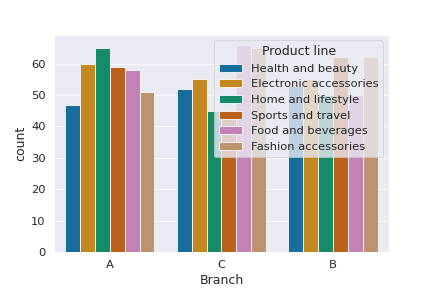 Product line
Health and beauty
Electronic accessories
Home and lifestyle
Sports and travel
Food and beverages
Fashion accessories
count
60
50
40
30
20
10
0
A
C
B
Branch